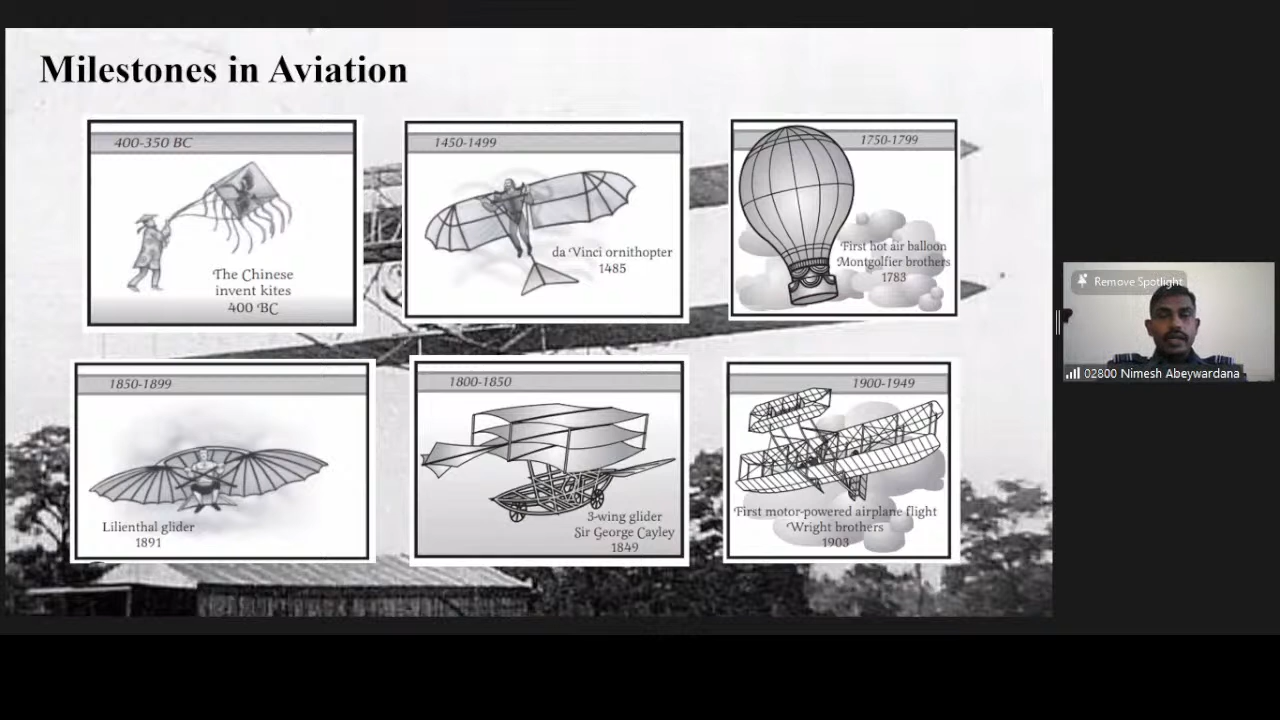 Milestones in Aviation
400-350 BC
The Chinese
invent kites
400 BC
1450-1499
da Vinci ornithopter
1485
1750-1799
First hot air balloon
Montgolfier brothers
1783
1850-1899
Lilienthal glider
1891
1800-1850
3-wing glider
Sir George Cayley
1849
1900-1949
First motor-powered airplane flight
Wright brothers
1903
Remove Spotlight
02800 Nimesh Abeywardana